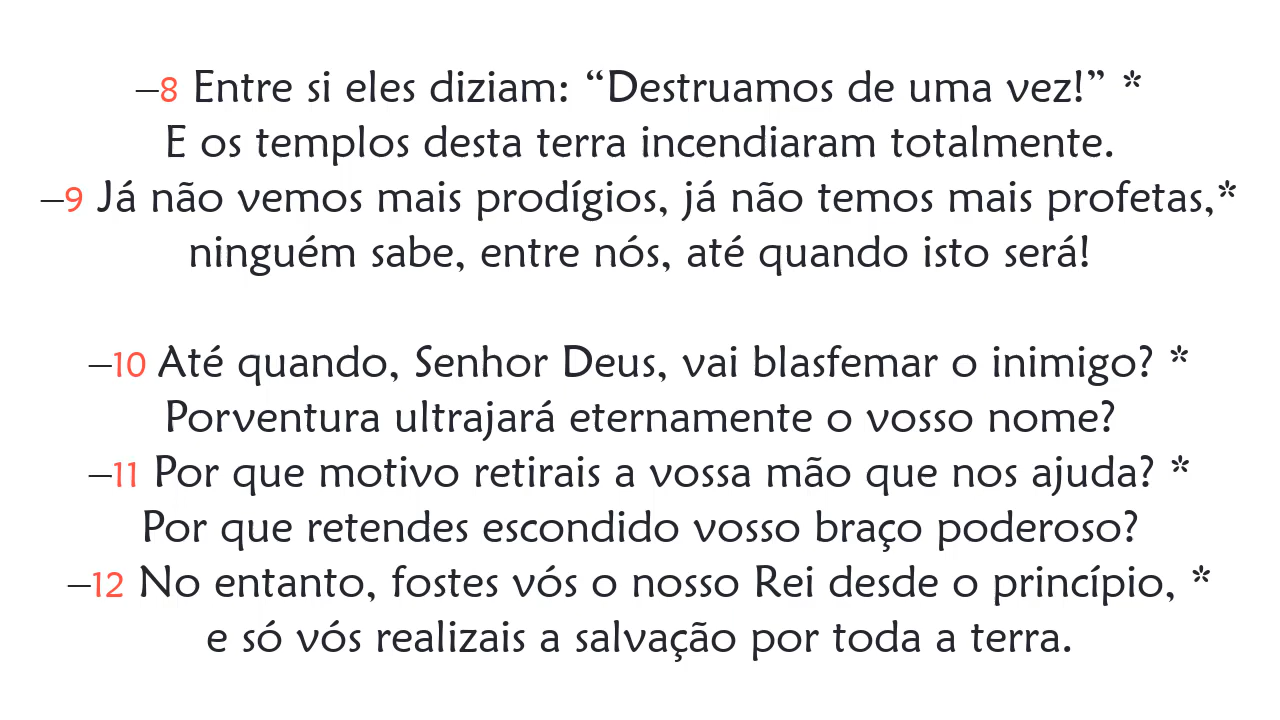 –8 Entre si eles diziam: “Destruamos de uma vez!” *
E os templos desta terra incendiaram totalmente.
–9 Já não vemos mais prodígios, já não temos mais profetas,*
ninguém sabe, entre nós, até quando isto será!
–10 Até quando, Senhor Deus, vai blasfemar o inimigo? *
Porventura ultrajará eternamente o vosso nome?
–11 Por que motivo retirais a vossa mão que nos ajuda? *
Por que retendes escondido vosso braço poderoso?
–12 No entanto, fostes vós o nosso Rei desde o princípio, *
e só vós realizais a salvação por toda a terra.